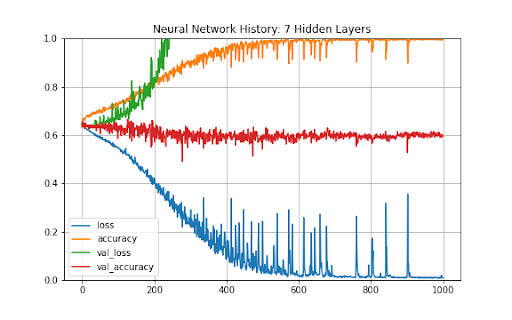 Neural Network History: 7 Hidden Layers
1.0
0.8
0.6
0.4
0.2
0.0
loss
accuracy
val_loss
val_accuracy
0 200 400 600 800 1000